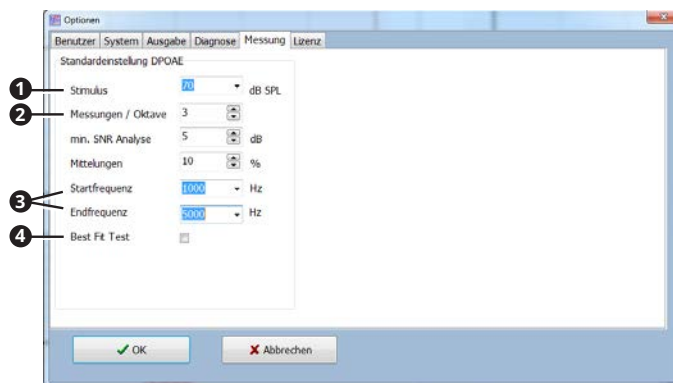 Optionen
Benutzer System Ausgabe Diagnose Messung Lizenz
Standardeinstellung DPOAE
1 Stimulus 70 dB SPL
2 Messungen / Oktave 3
min. SNR Analyse 5 dB
Mittelungen 10 %
3 Startfrequenz 1000 Hz
Endfrequenz 5000 Hz
4 Best Fit Test
OK Abbrechen